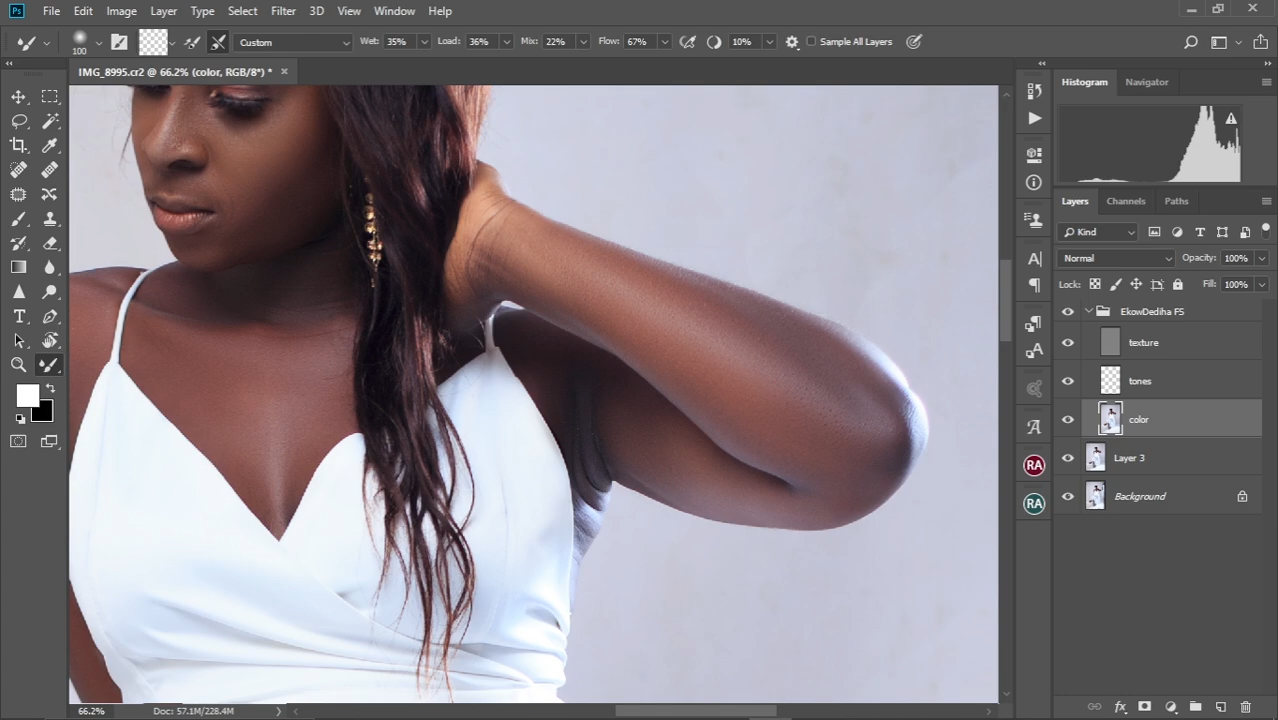 Ps File Edit Image Layer Type Select Filter 3D View Window Help
100 Custom Wet: 35% Load: 36% Mix: 22% Flow: 67% 10% Sample All Layers
IMG_8995.cr2 @ 66.2% (color, RGB/8*) * ×
Histogram Navigator
Layers Channels Paths
Kind
Normal Opacity: 100%
Lock: Fill: 100%
EkowDediha FS
texture
tones
color
Layer 3
Background
RA
RA
66.2% Doc: 57.1M/228.4M